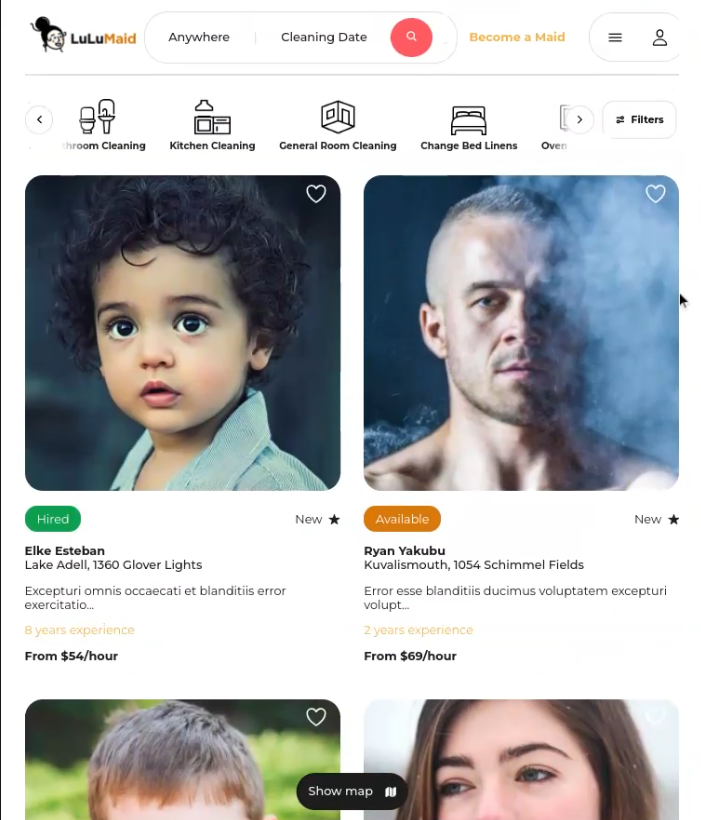 LuLuMaid
Anywhere
Cleaning Date
Become a Maid
throom Cleaning
Kitchen Cleaning
General Room Cleaning
Change Bed Linens
Oven
Filters
Hired
New
Elke Esteban
Lake Adell, 1360 Glover Lights
Excepturi omnis occaecati et blanditiis error
exercitatio...
8 years experience
From $54/hour
Available
New
Ryan Yakubu
Kuvalismouth, 1054 Schimmel Fields
Error esse blanditiis ducimus voluptatem excepturi
volupt...
2 years experience
From $69/hour
Show map